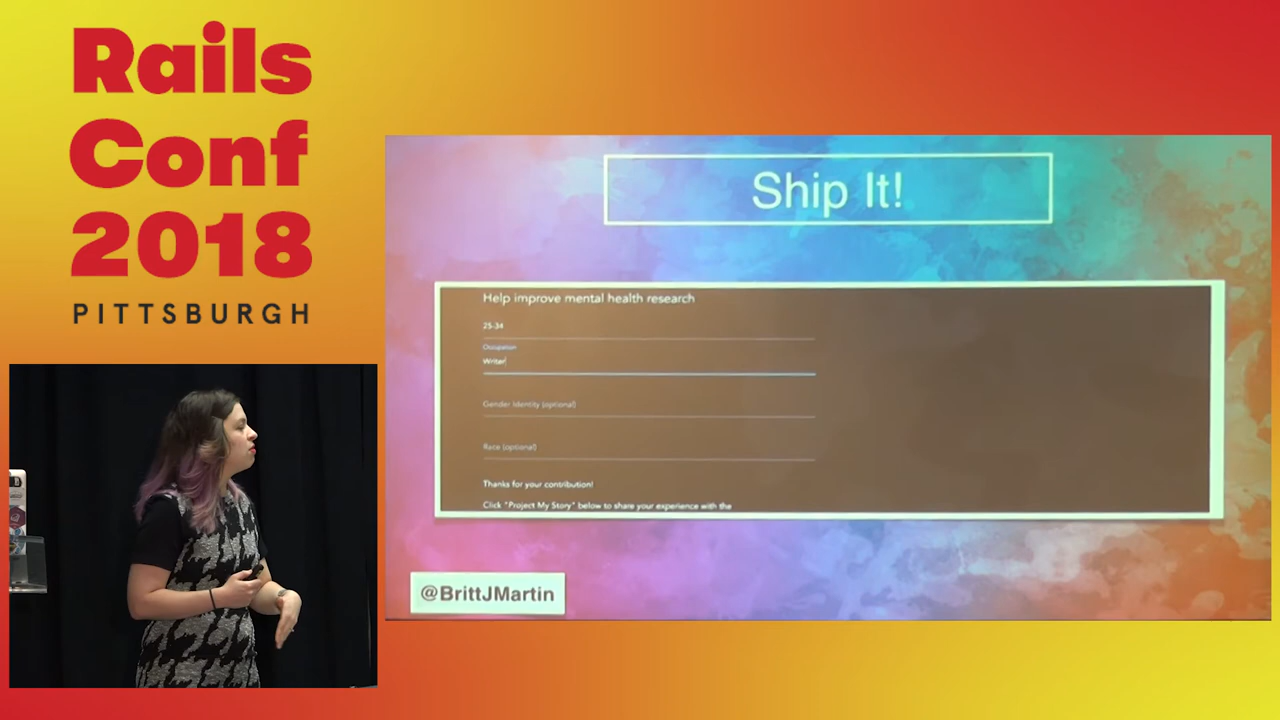 Rails
Conf
2018
PITTSBURGH
Ship It!
Help improve mental health research
25-34
Occupation
Writer
Gender Identity (optional)
Race (optional)
Thanks for your contribution!
Click "Project My Story" below to share your experience with the
@BrittJMartin